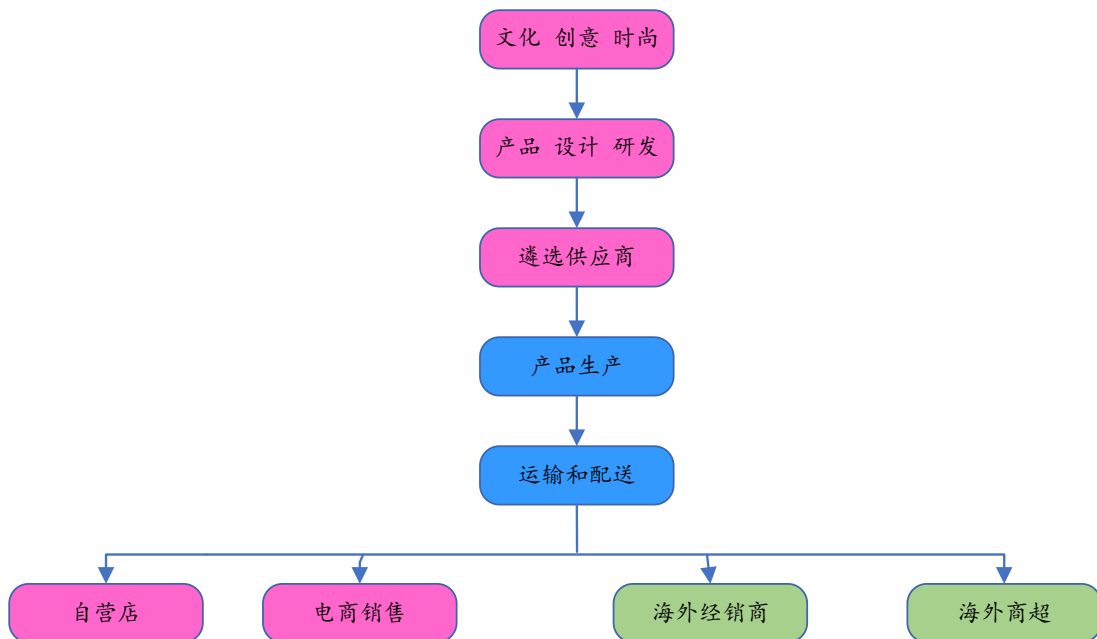 文化 创意 时尚
产品 设计 研发
遴选供应商
产品生产
运输和配送
自营店
电商销售
海外经销商
海外商超